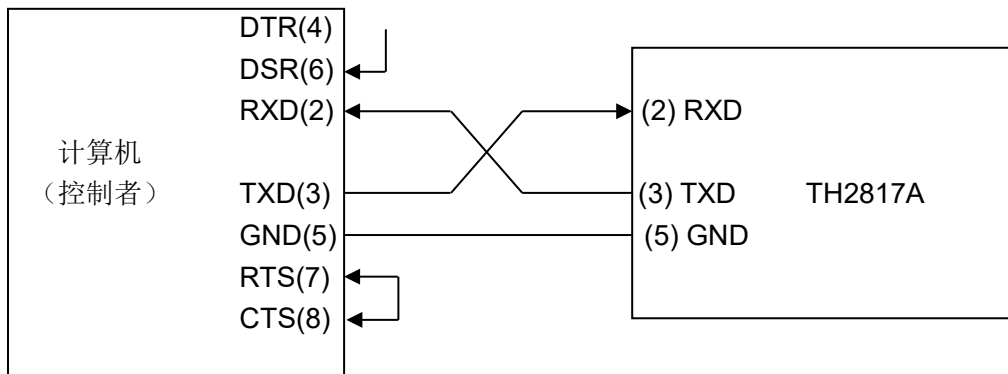 DTR(4)
DSR(6)
RXD(2)
(2) RXD
计算机
(控制者)
TXD(3)
(3) TXD
TH2817A
GND(5)
(5) GND
RTS(7)
CTS(8)